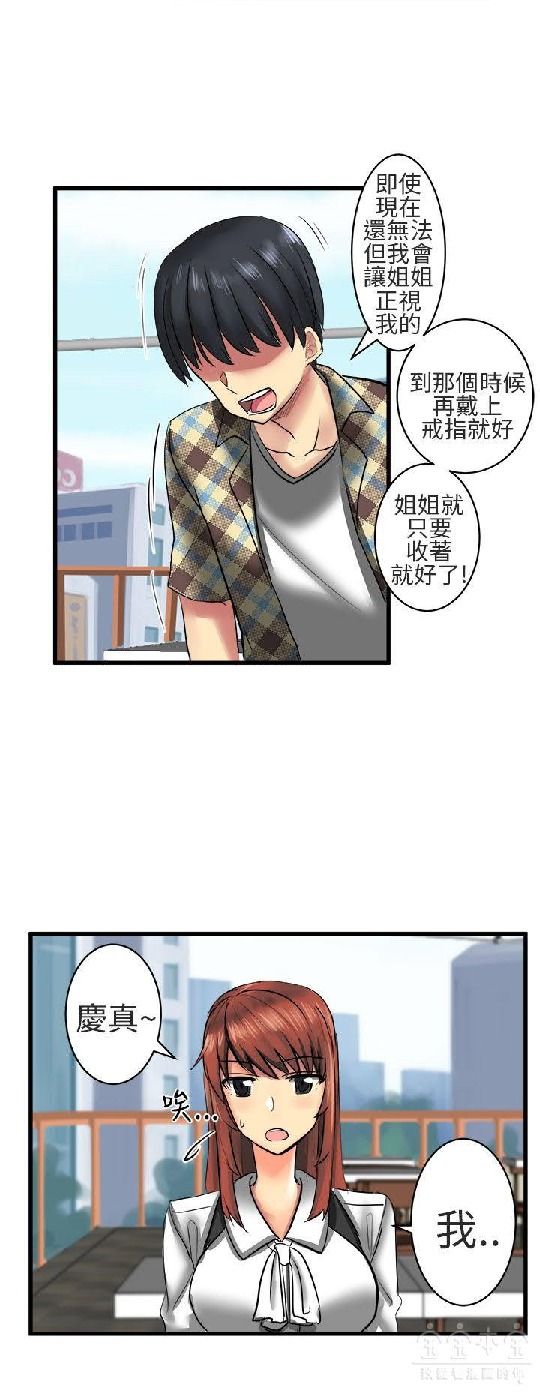 即使
現在
還無法
但我會
讓姐姐
正視
我的
到那個時候
再戴上
戒指就好
姐姐就
只要
收著
就好了!
慶真~
唉...
我..